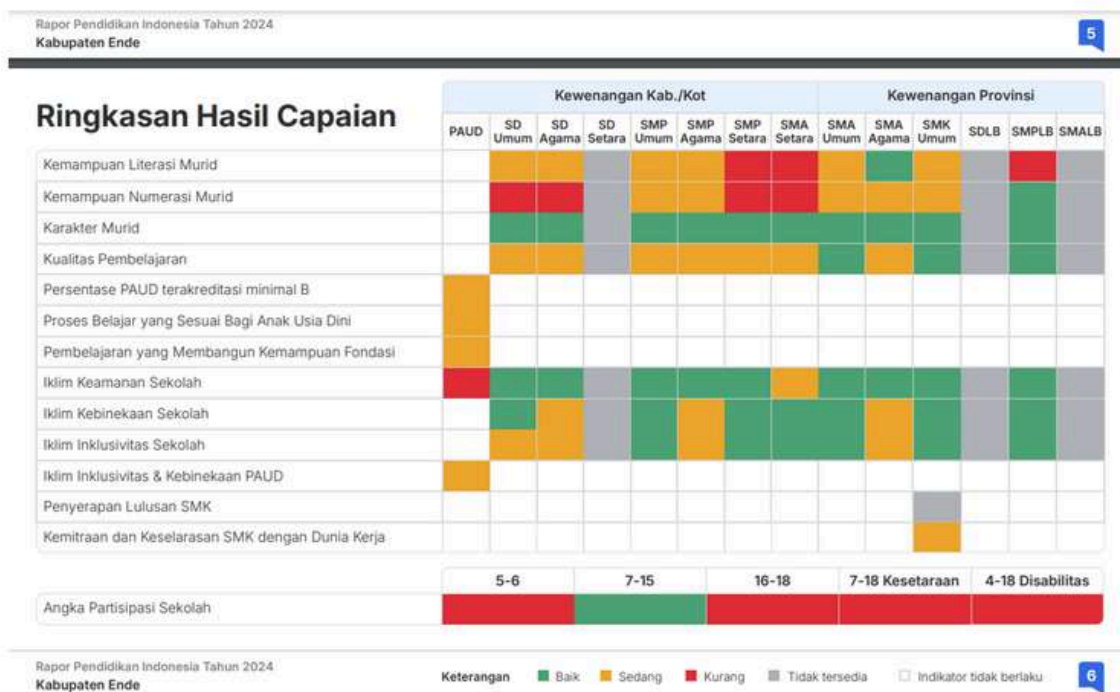 Rapor Pendidikan Indonesia Tahun 2024
Kabupaten Ende
5
Ringkasan Hasil Capaian
Kewenangan Kab./Kot
Kewenangan Provinsi
PAUD
SD Umum
SD Agama
SD Setara
SMP Umum
SMP Agama
SMP Setara
SMA Setara
SMA Umum
SMA Agama
SMK Umum
SDLB
SMPLB
SMALB
Kemampuan Literasi Murid
Kemampuan Numerasi Murid
Karakter Murid
Kualitas Pembelajaran
Persentase PAUD terakreditasi minimal B
Proses Belajar yang Sesuai Bagi Anak Usia Dini
Pembelajaran yang Membangun Kemampuan Fondasi
Iklim Keamanan Sekolah
Iklim Kebinekaan Sekolah
Iklim Inklusivitas Sekolah
Iklim Inklusivitas & Kebinekaan PAUD
Penyerapan Lulusan SMK
Kemitraan dan Keselarasan SMK dengan Dunia Kerja
5-6
7-15
16-18
7-18 Kesetaraan
4-18 Disabilitas
Angka Partisipasi Sekolah
Rapor Pendidikan Indonesia Tahun 2024
Kabupaten Ende
Keterangan
Baik
Sedang
Kurang
Tidak tersedia
Indikator tidak berlaku
6